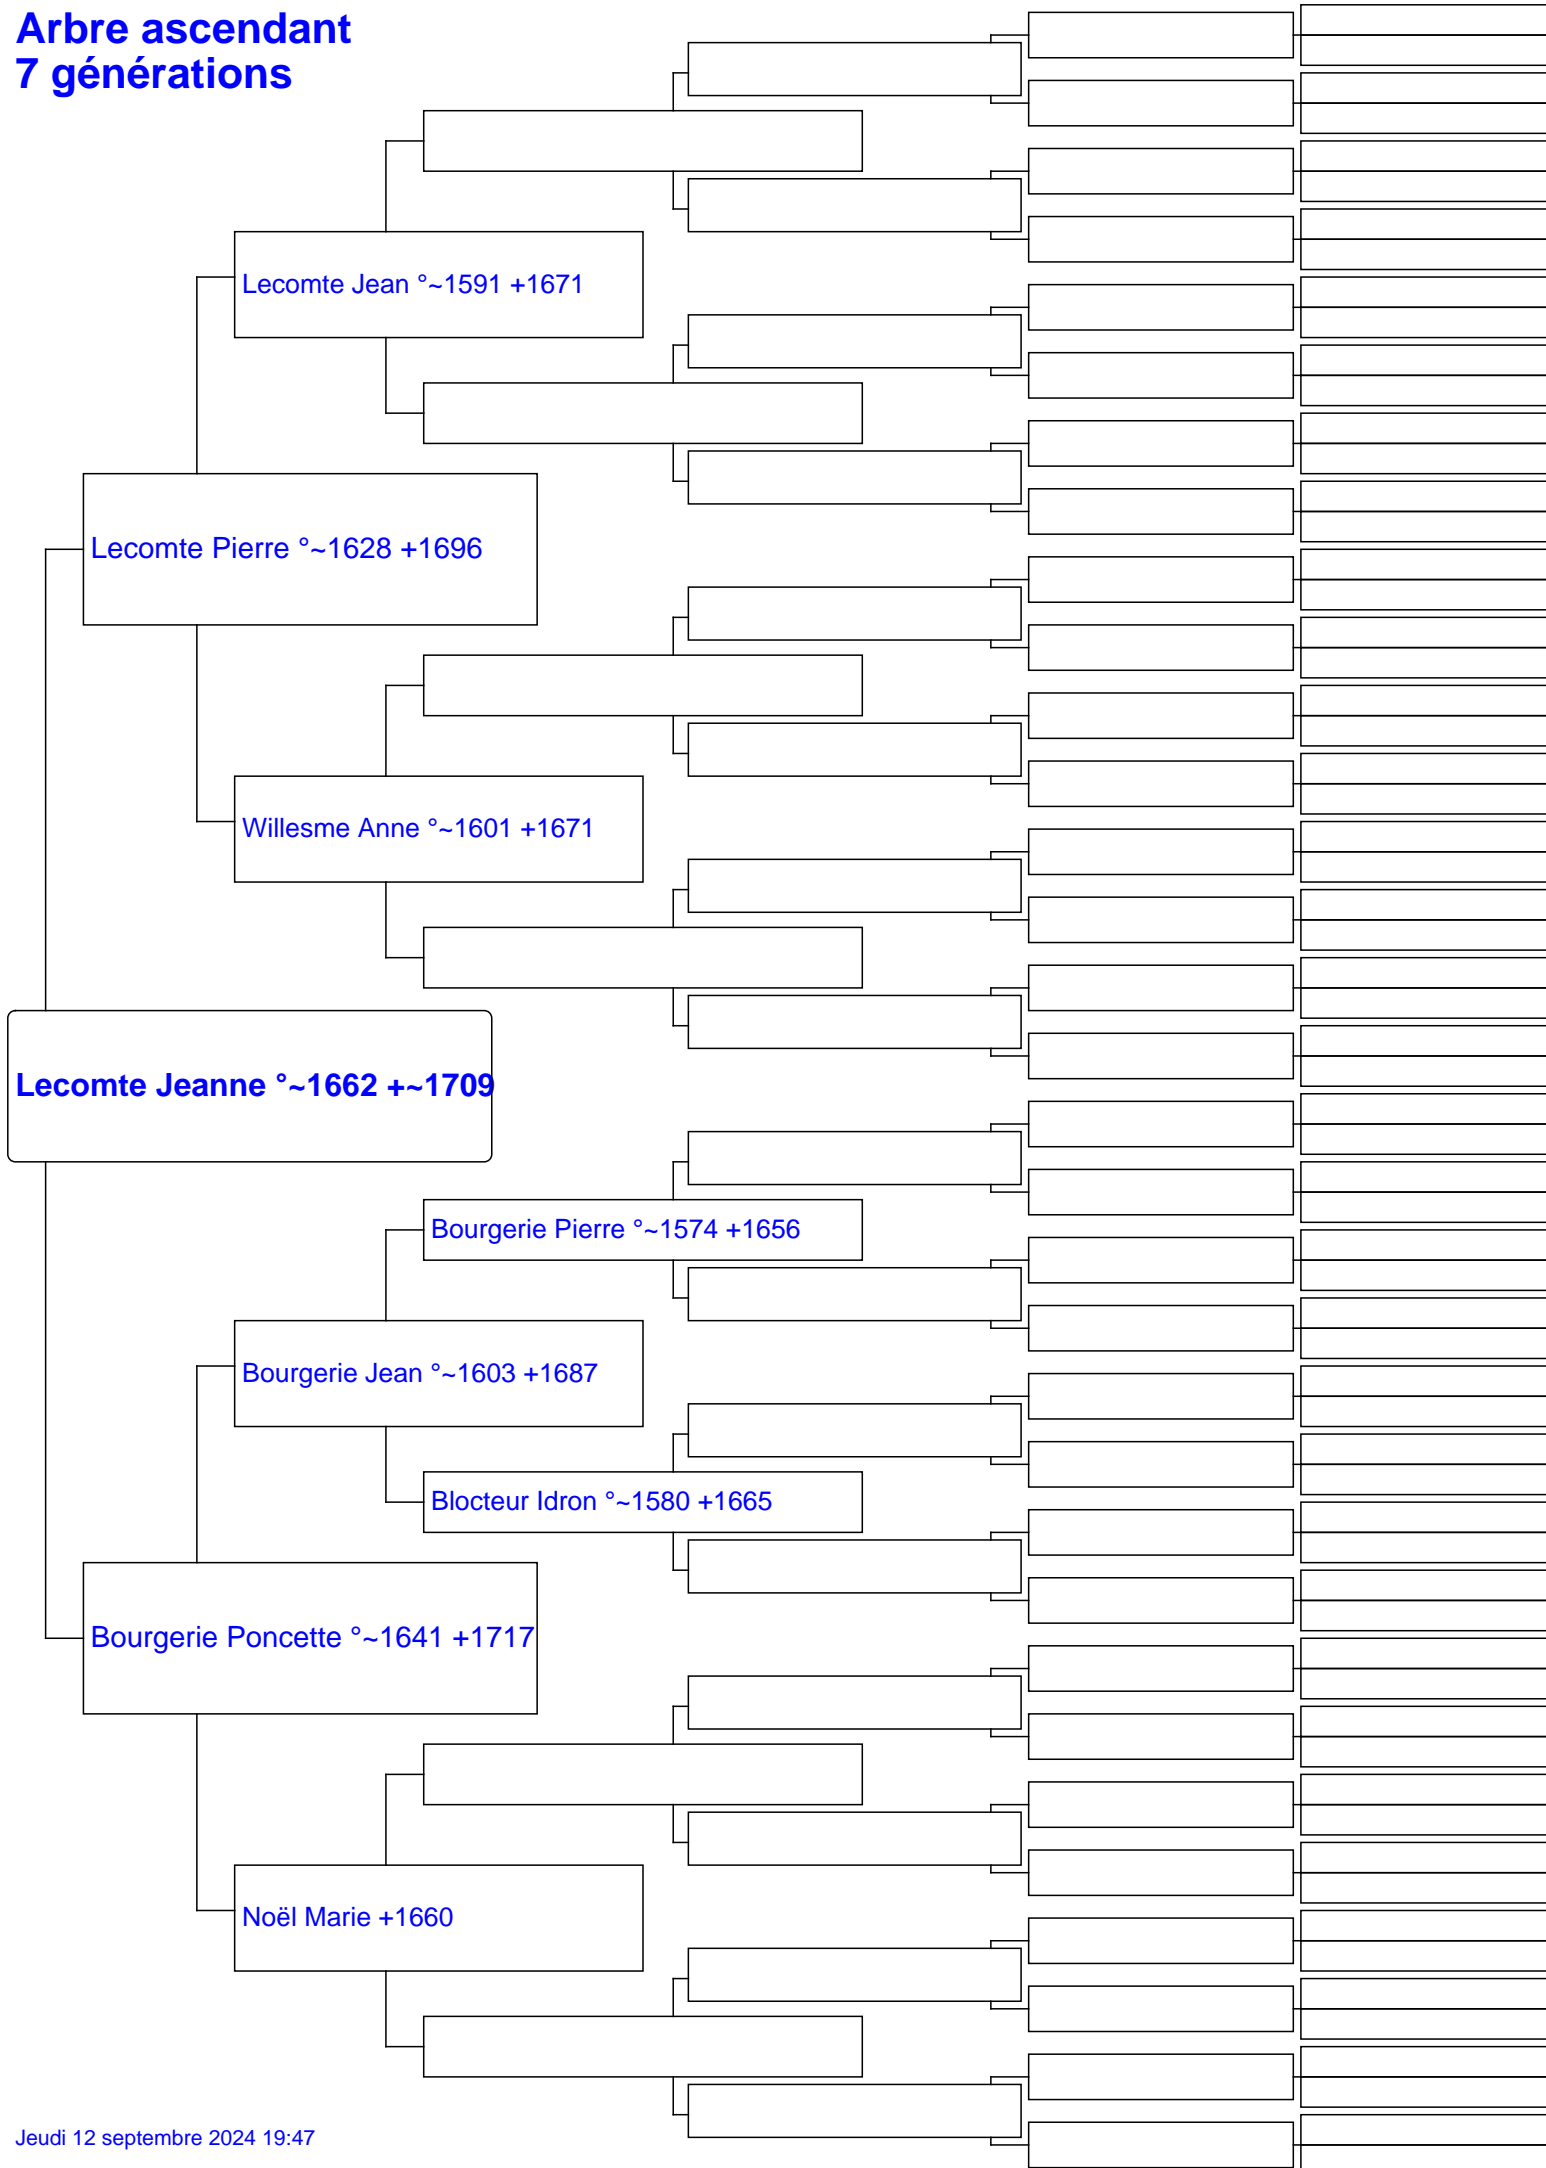 Arbre ascendant
7 générations
Lecomte Jean °~1591 +1671
Lecomte Pierre °~1628 +1696
Willesme Anne °~1601 +1671
Lecomte Jeanne °~1662 +~1709
Bourgerie Pierre °~1574 +1656
Bourgerie Jean °~1603 +1687
Blocteur Idron °~1580 +1665
Bourgerie Poncette °~1641 +1717
Noël Marie +1660
Jeudi 12 septembre 2024 19:47